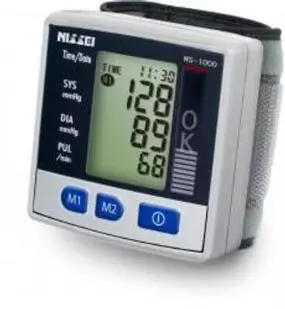 NISSEI
WS-1000
Time/Date
TIME 11:30
M1
SYS
mmHg
128
DIA
mmHg
89
PUL
/min
68
OK
M1
M2